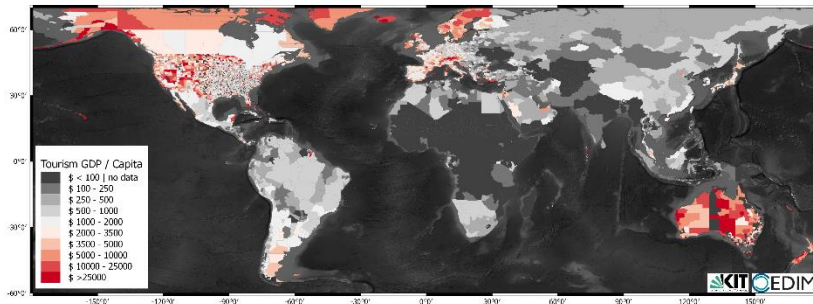 60°0'
30°0'
0°0'
-30°0'
-60°0'
Tourism GDP / Capita
$ < 100 | no data
$ 100 - 250
$ 250 - 500
$ 500 - 1000
$ 1000 - 2000
$ 2000 - 3500
$ 3500 - 5000
$ 5000 - 10000
$ 10000 - 25000
$ >25000
KIT CEDIM
-150°0' -120°0' -90°0' -60°0' -30°0' 0°0' 30°0' 60°0' 90°0' 120°0' 150°0'